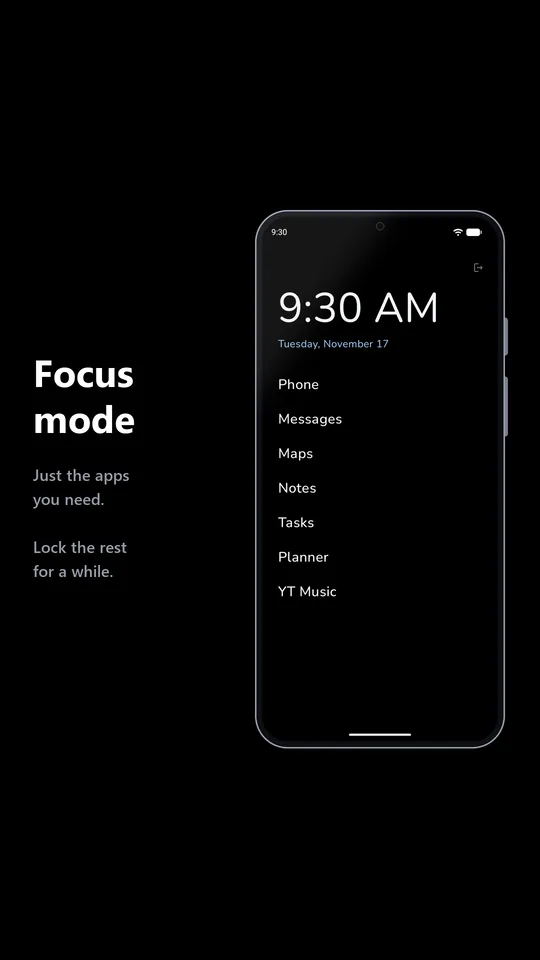 Focus
mode
Just the apps
you need.
Lock the rest
for a while.
9:30
9:30 AM
Tuesday, November 17
Phone
Messages
Maps
Notes
Tasks
Planner
YT Music